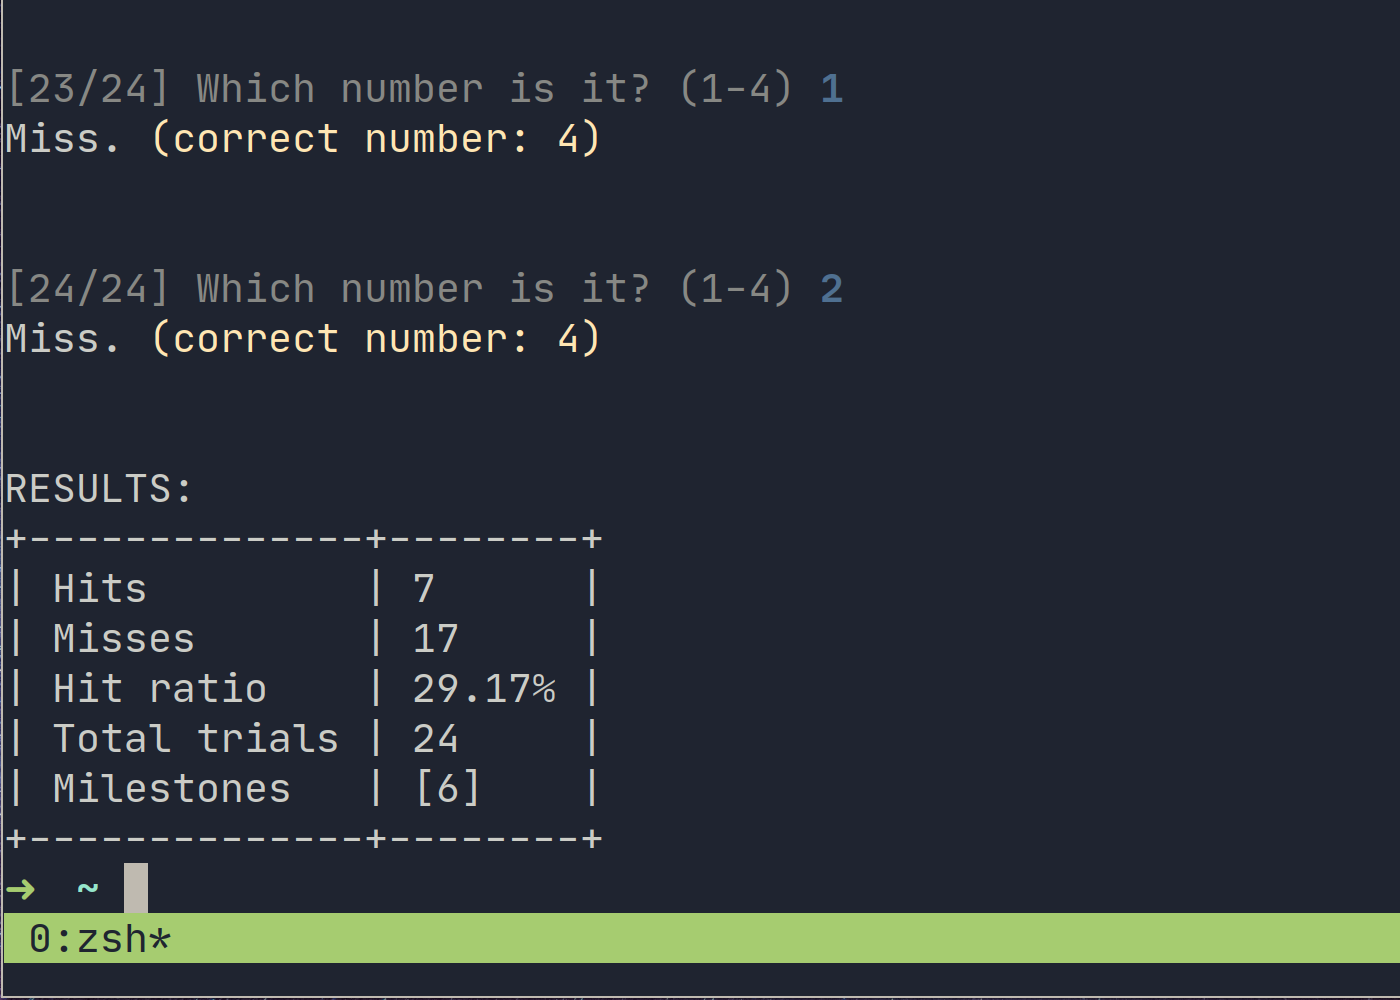 [23/24] Which number is it? (1-4) 1
Miss. (correct number: 4)
[24/24] Which number is it? (1-4) 2
Miss. (correct number: 4)
RESULTS:
+--------------+--------+
| Hits         | 7      |
| Misses       | 17     |
| Hit ratio    | 29.17% |
| Total trials | 24     |
| Milestones   | [6]    |
+--------------+--------+
➜  ~
0:zsh*